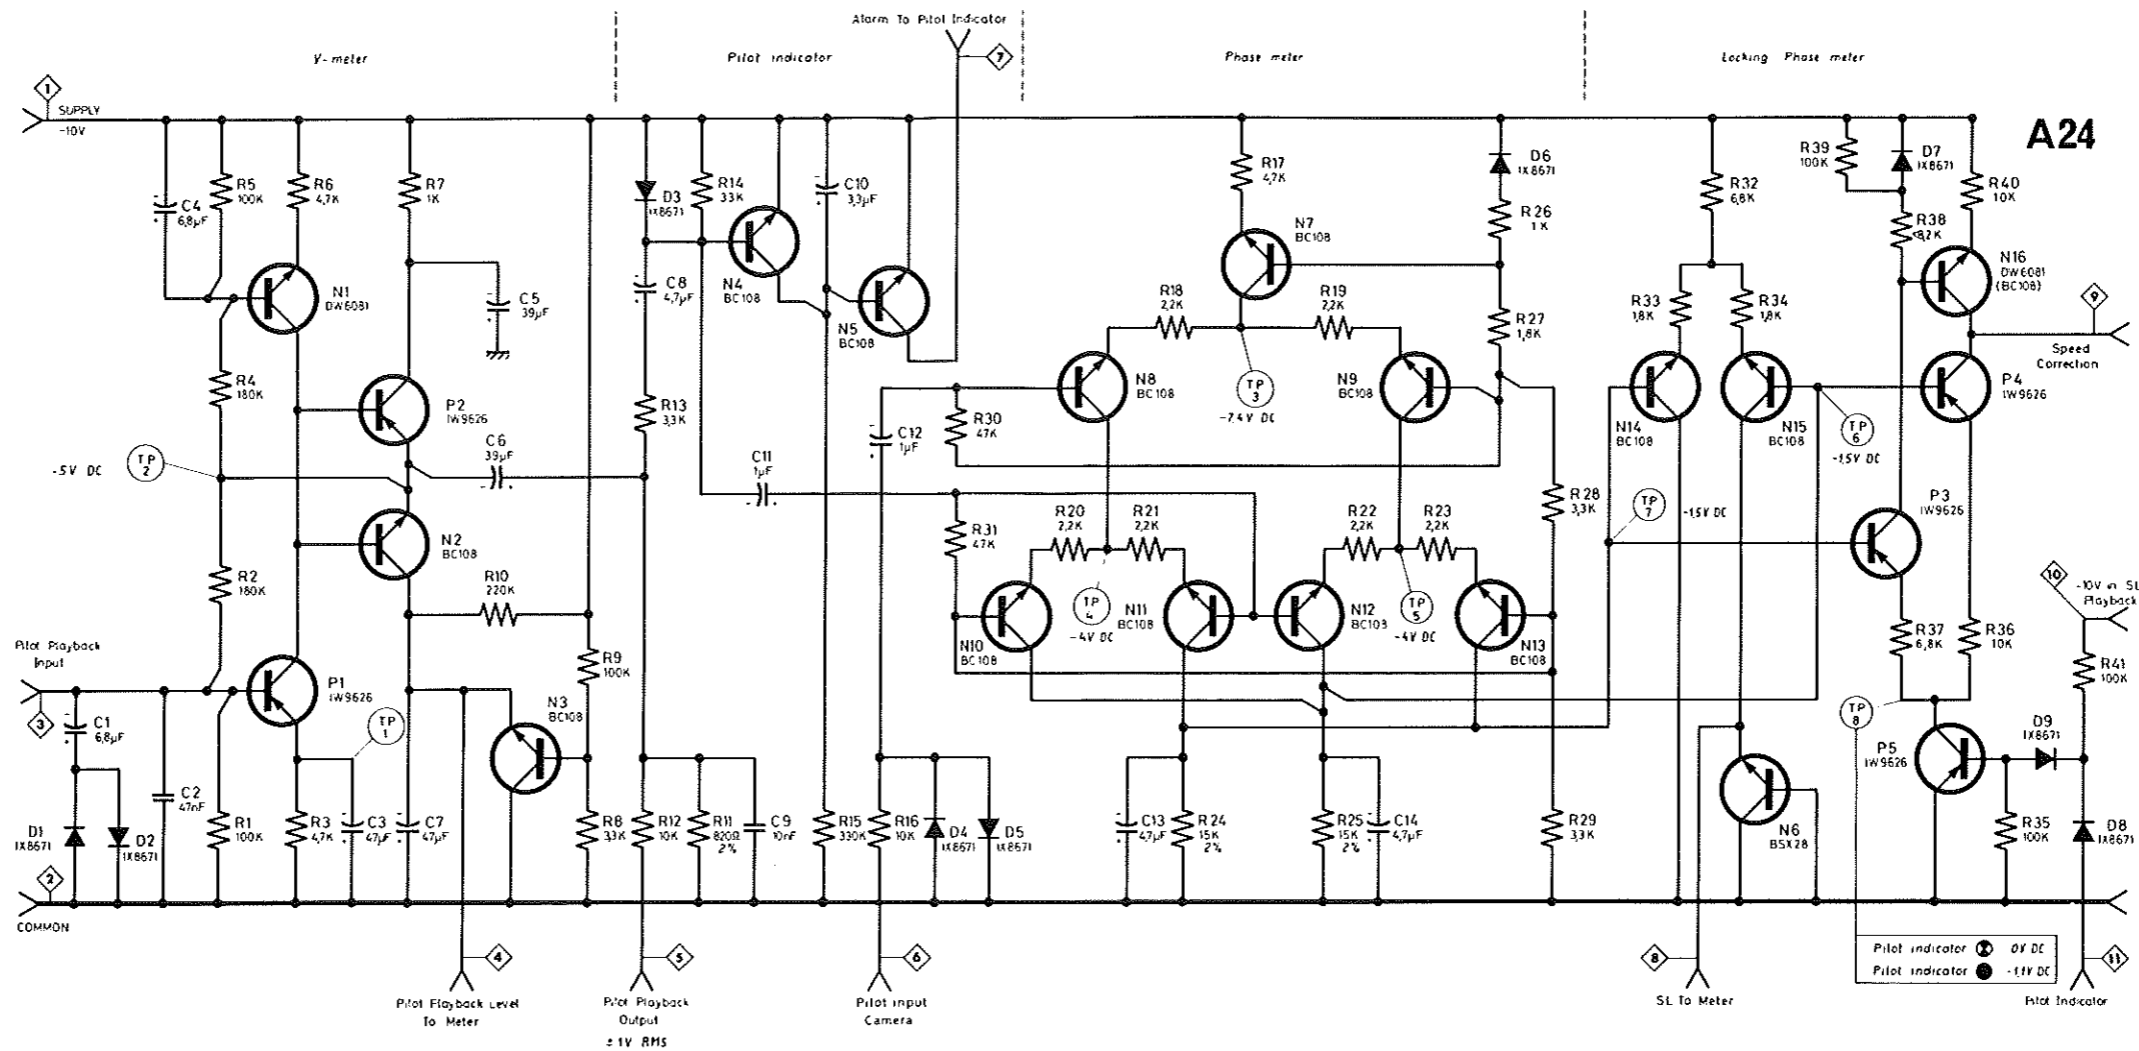 Alarm To Pilot Indicator
7
V-meter
Pilot indicator
Phase meter
Locking Phase meter
A24
1
SUPPLY
-10V
C4
6,8µF
R5
100K
R6
4,7K
R7
1K
D3
1X8671
R14
33K
C10
3,3µF
R17
4,7K
D6
1X8671
R26
1K
R32
6,8K
R39
100K
D7
1X8671
R38
8,2K
R40
10K
N1
DW6081
C5
39µF
C8
4,7µF
N4
BC108
N5
BC108
N7
BC108
R18
2,2K
R19
2,2K
R27
1,8K
R33
1,8K
R34
1,8K
N16
DW6081
(BC108)
9
Speed
Correction
R4
180K
P2
1W9626
R13
3,3K
N8
BC108
TP
3
-7,4V DC
N9
BC108
N14
BC108
N15
BC108
TP
6
-1,5V DC
P4
1W9626
TP
2
-5V DC
C6
39µF
C11
1µF
C12
1µF
R30
47K
R28
3,3K
TP
7
-1,5V DC
P3
1W9626
N2
BC108
R2
180K
R10
220K
R31
47K
R20
2,2K
R21
2,2K
R22
2,2K
R23
2,2K
TP
4
-4V DC
TP
5
-4V DC
N10
BC108
N11
BC108
N12
BC108
N13
BC108
R37
6,8K
R36
10K
10
-10V in SL
Playback
R41
100K
Pilot Playback
Input
3
P1
1W9626
TP
1
N3
BC108
R9
100K
C1
6,8µF
C2
47nF
D1
1X8671
D2
1X8671
R1
100K
R3
4,7K
C3
47µF
C7
47µF
R8
3,3K
R12
10K
R11
820Ω
2%
C9
10nF
R15
330K
R16
10K
D4
1X8671
D5
1X8671
C13
4,7µF
R24
15K
2%
R25
15K
2%
C14
4,7µF
R29
3,3K
N6
BSX28
TP
8
P5
1W9626
D9
1X8671
R35
100K
D8
1X8671
2
COMMON
4
Pilot Playback Level
To Meter
5
Pilot Playback
Output
±1V RMS
6
Pilot input
Camera
8
SL To Meter
Pilot indicator 0V DC
Pilot indicator -1,1V DC
11
Pilot Indicator